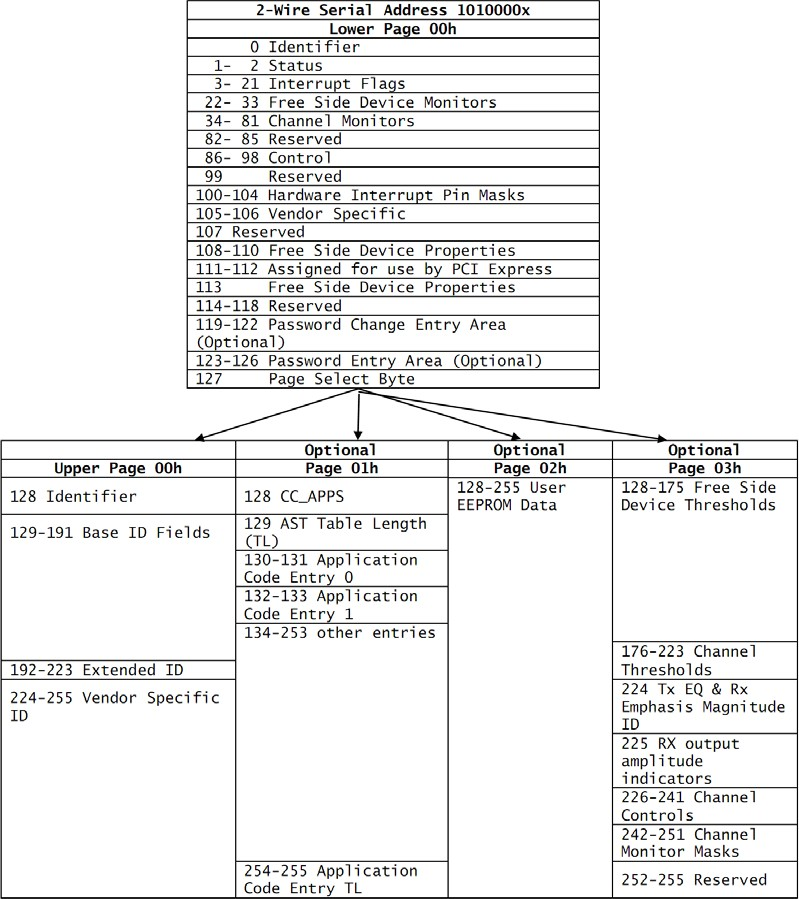 2-Wire Serial Address 1010000x
Lower Page 00h
0 Identifier
1- 2 Status
3- 21 Interrupt Flags
22- 33 Free Side Device Monitors
34- 81 Channel Monitors
82- 85 Reserved
86- 98 Control
99 Reserved
100-104 Hardware Interrupt Pin Masks
105-106 Vendor Specific
107 Reserved
108-110 Free Side Device Properties
111-112 Assigned for use by PCI Express
113 Free Side Device Properties
114-118 Reserved
119-122 Password Change Entry Area
(Optional)
123-126 Password Entry Area (Optional)
127 Page Select Byte
Upper Page 00h
128 Identifier
129-191 Base ID Fields
192-223 Extended ID
224-255 Vendor Specific
ID
Optional
Page 01h
128 CC_APPS
129 AST Table Length
(TL)
130-131 Application
Code Entry 0
132-133 Application
Code Entry 1
134-253 other entries
254-255 Application
Code Entry TL
Optional
Page 02h
128-255 User
EEPROM Data
Optional
Page 03h
128-175 Free Side
Device Thresholds
176-223 Channel
Thresholds
224 Tx EQ & Rx
Emphasis Magnitude
ID
225 RX output
amplitude
indicators
226-241 Channel
Controls
242-251 Channel
Monitor Masks
252-255 Reserved